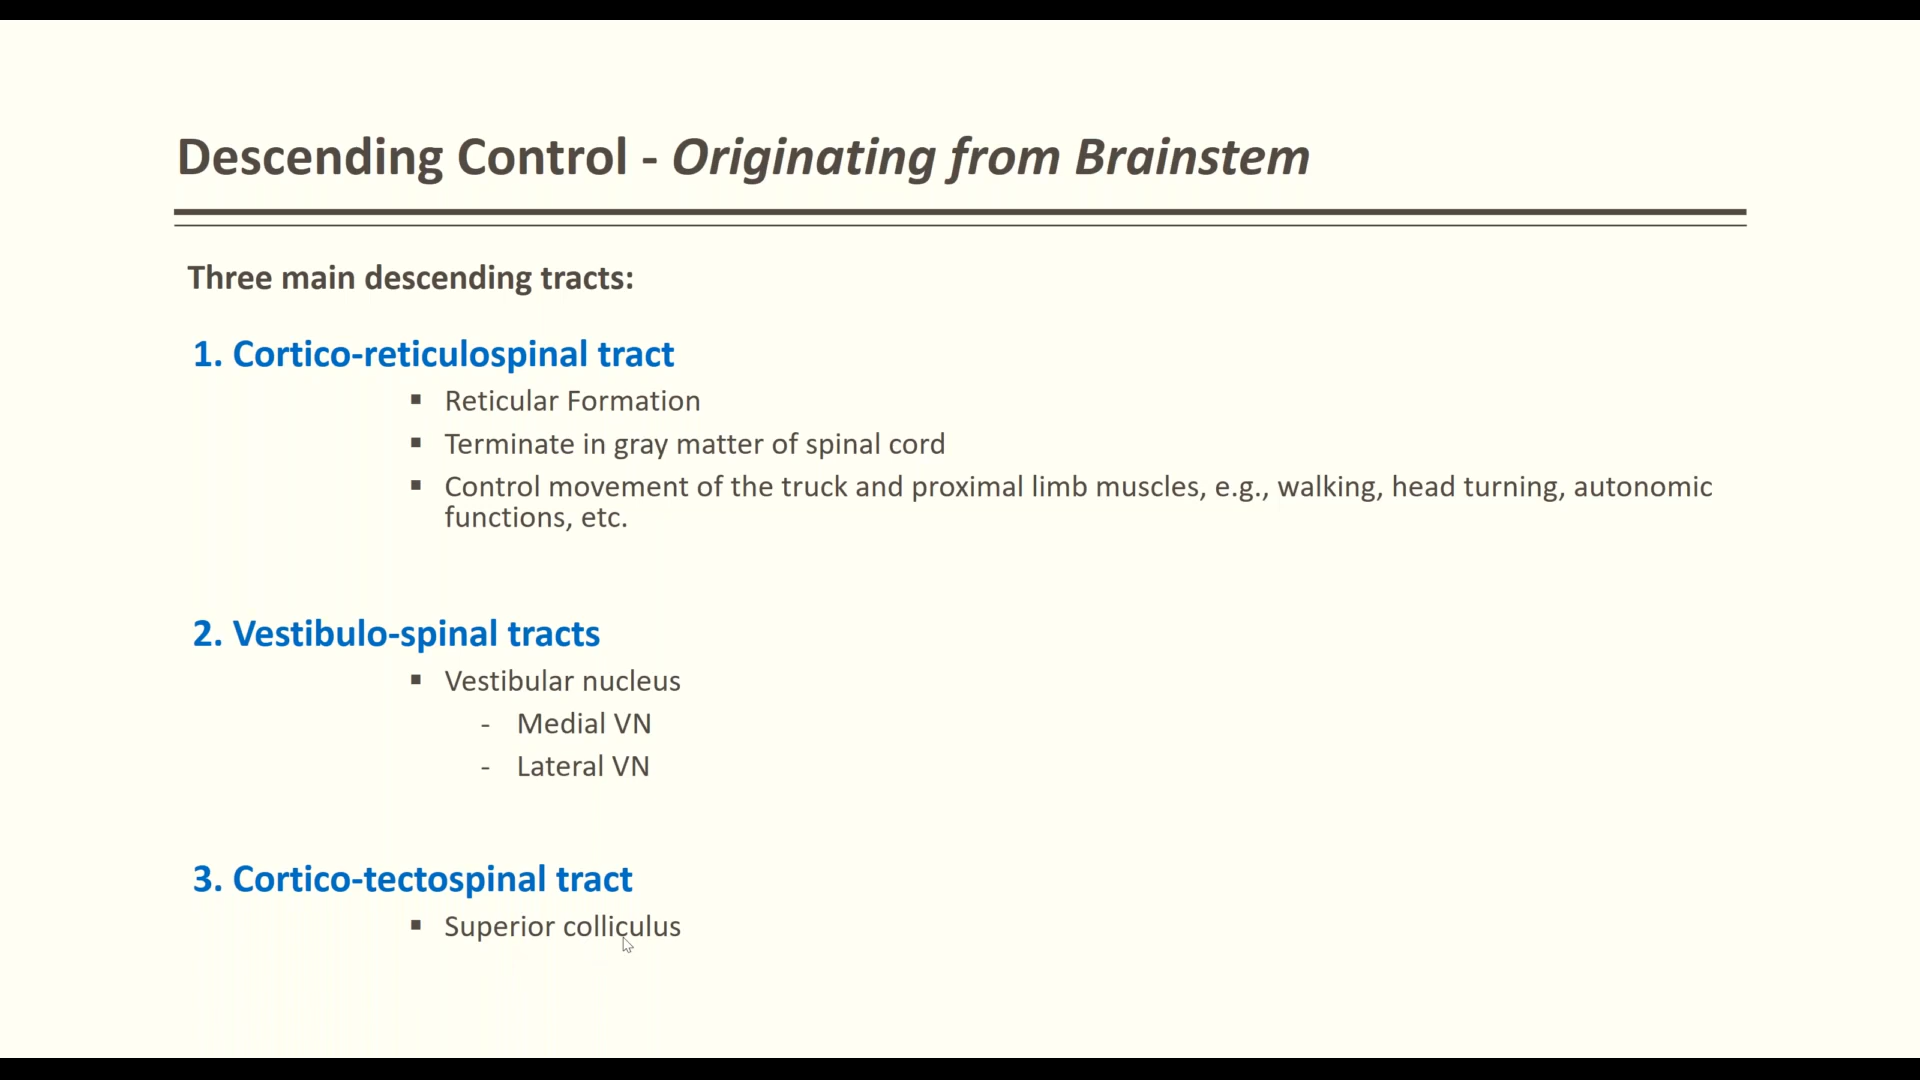 Descending Control - Originating from Brainstem
Three main descending tracts:
1. Cortico-reticulospinal tract
▪ Reticular Formation
▪ Terminate in gray matter of spinal cord
▪ Control movement of the truck and proximal limb muscles, e.g., walking, head turning, autonomic
functions, etc.
2. Vestibulo-spinal tracts
▪ Vestibular nucleus
- Medial VN
- Lateral VN
3. Cortico-tectospinal tract
▪ Superior colliculus